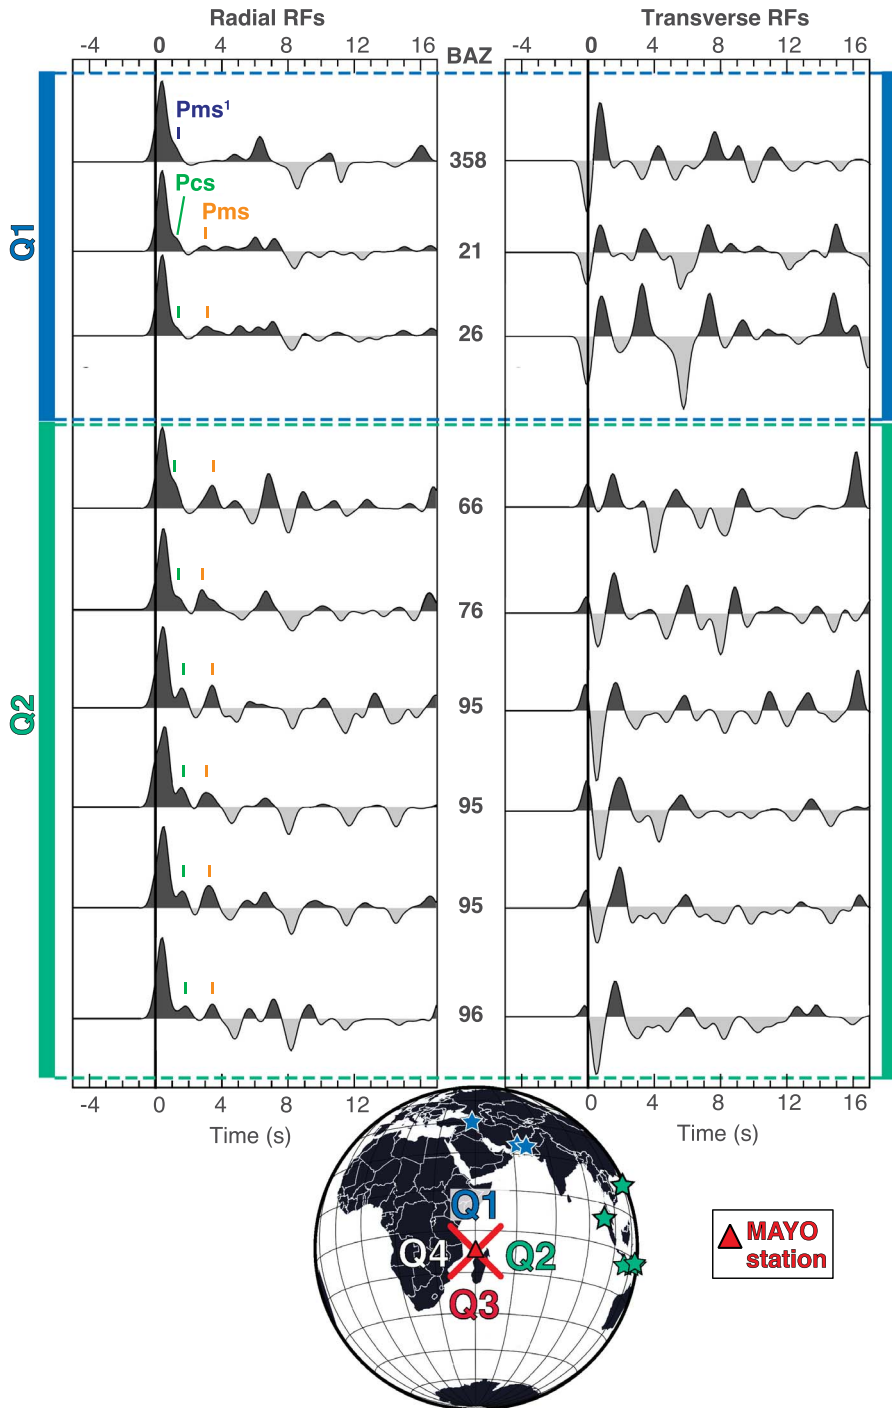 Radial RFs
Transverse RFs
-4 0 4 8 12 16
BAZ
-4 0 4 8 12 16
Pms¹
358
Pcs
Pms
21
26
Q1
66
76
95
95
95
96
Q2
-4 0 4 8 12
0 4 8 12 16
Time (s)
Time (s)
Q1
Q4
Q2
Q3
MAYO
station